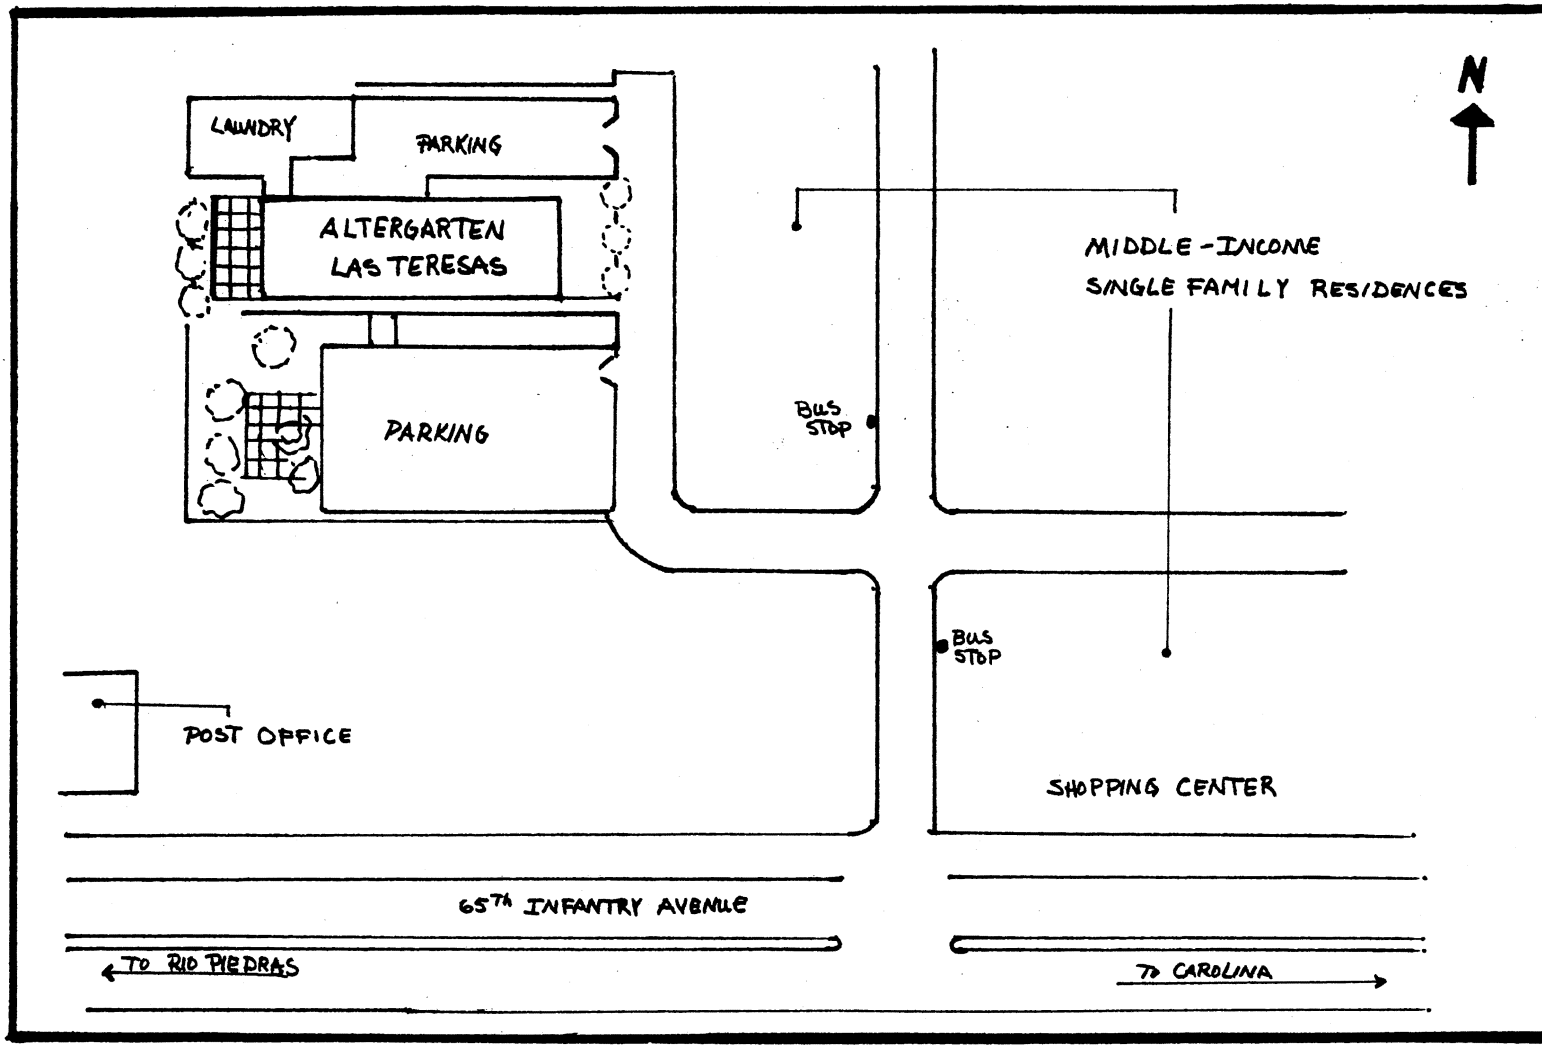 N
LAUNDRY
PARKING
ALTERGARTEN
LAS TERESAS
MIDDLE-INCOME
SINGLE FAMILY RESIDENCES
BUS
STOP
PARKING
BUS
STOP
POST OFFICE
SHOPPING CENTER
65Th INFANTRY AVENUE
TO RIO PIEDRAS
TO CAROLINA